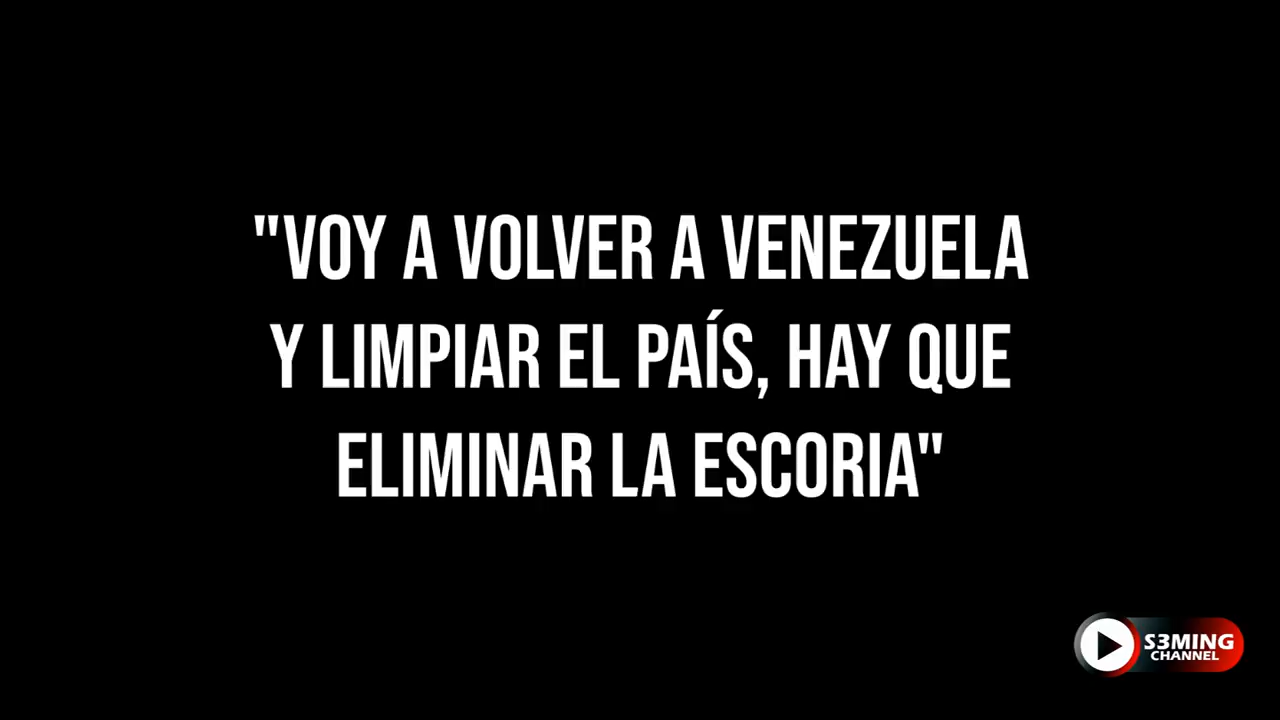 "VOY A VOLVER A VENEZUELA
Y LIMPIAR EL PAÍS, HAY QUE
ELIMINAR LA ESCORIA"
S3MING
CHANNEL